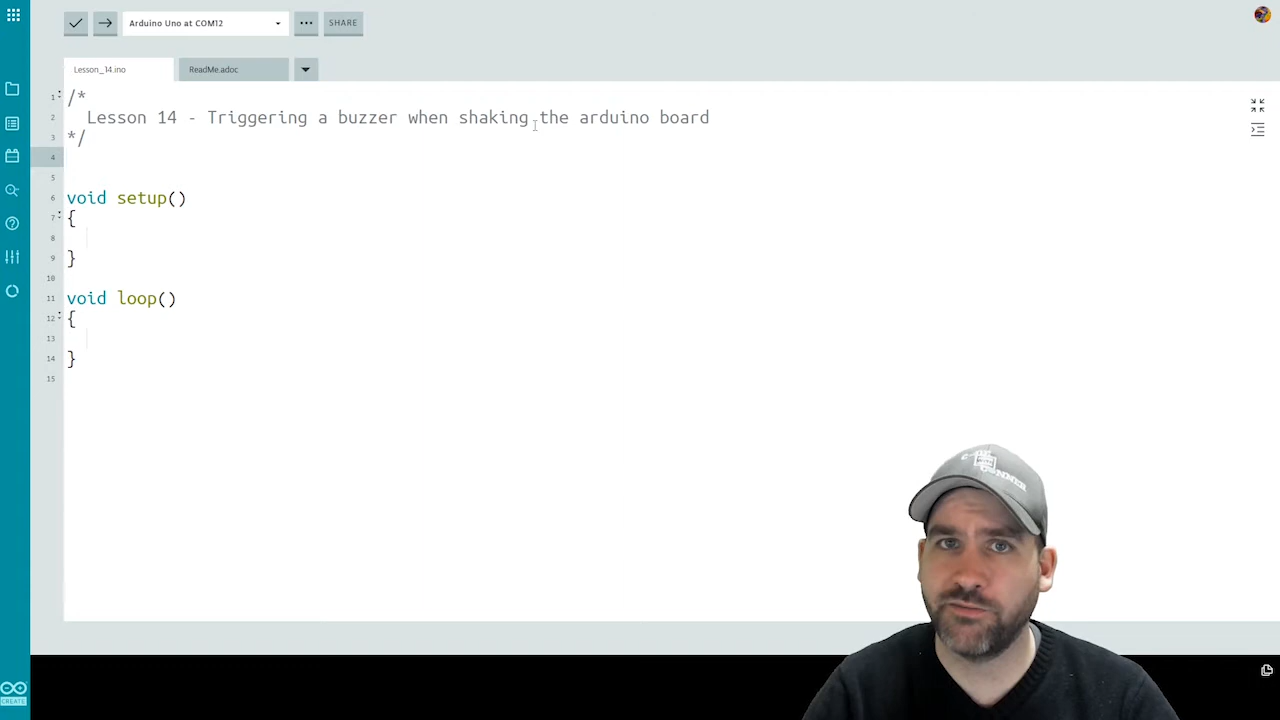 Arduino Uno at COM12
SHARE
Lesson_14.ino
ReadMe.adoc
1 /*
2 Lesson 14 - Triggering a buzzer when shaking the arduino board
3 */
4
5
6 void setup()
7 {
8
9 }
10
11 void loop()
12 {
13
14 }
15
CREATE